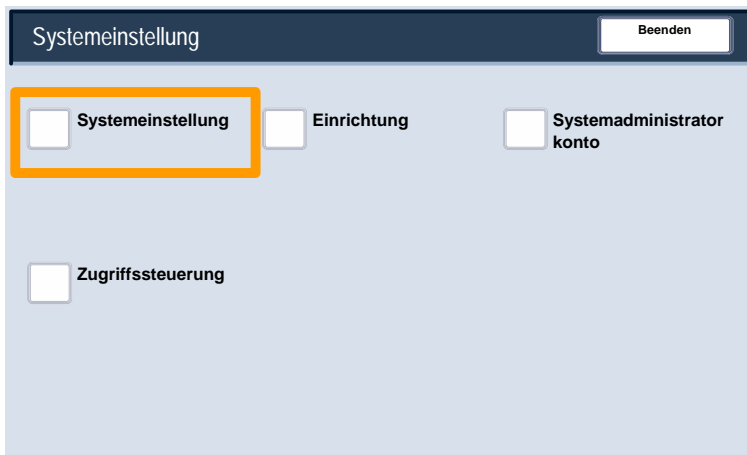 Systemeinstellung
Beenden
Systemeinstellung
Einrichtung
Systemadministrator
konto
Zugriffssteuerung